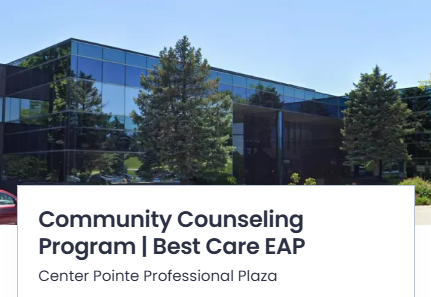 Community Counseling
Program | Best Care EAP
Center Pointe Professional Plaza